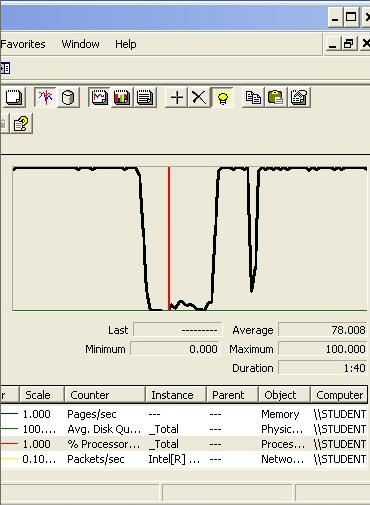 Favorites Window Help
Last --------- Average 78.008
Minimum 0.000 Maximum 100.000
Duration 1:40
r Scale Counter Instance Parent Object Computer
1.000 Pages/sec --- --- Memory \\STUDENT
100.... Avg. Disk Qu... _Total --- Physic... \\STUDENT
1.000 % Processor... _Total --- Proces... \\STUDENT
0.10... Packets/sec Intel[R] ... --- Netwo... \\STUDENT